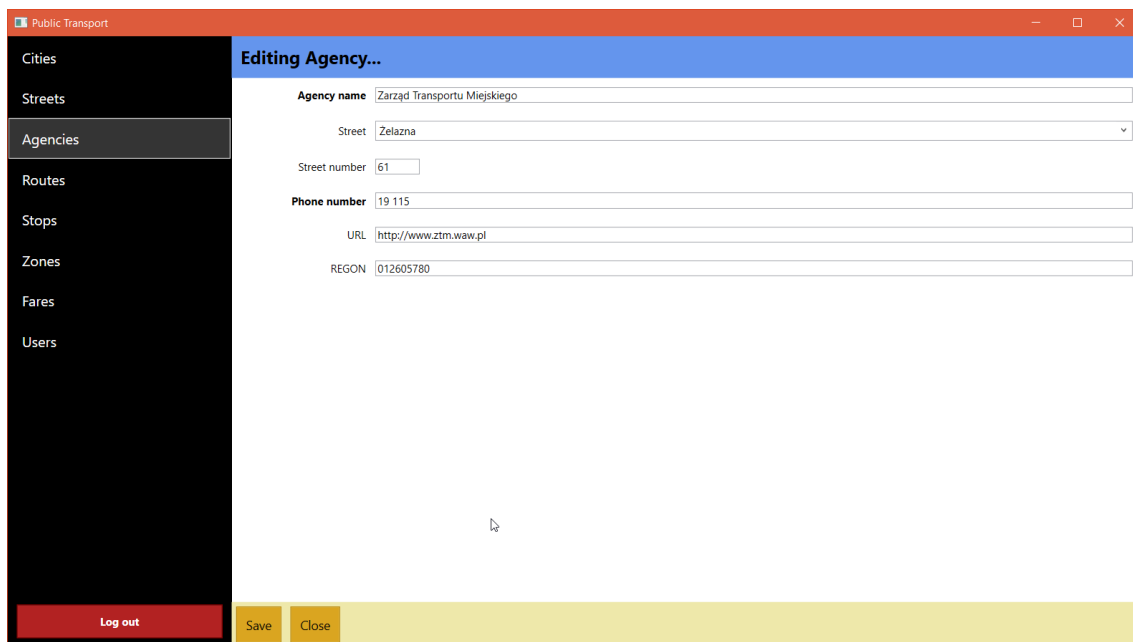 Public Transport
Cities
Streets
Agencies
Routes
Stops
Zones
Fares
Users
Log out
Editing Agency...
Agency name Zarząd Transportu Miejskiego
Street Żelazna
Street number 61
Phone number 19 115
URL http://www.ztm.waw.pl
REGON 012605780
Save Close